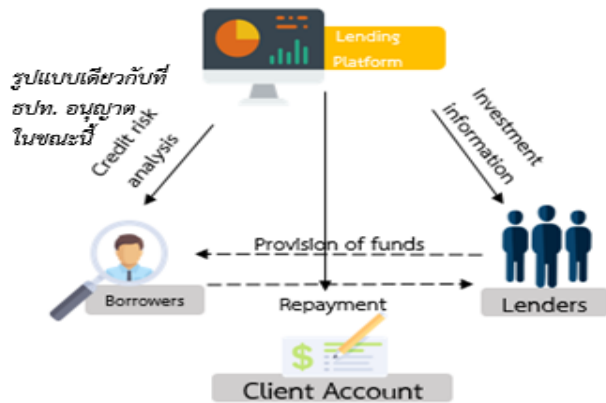 Lending
Platform
รูปแบบเดียวกับที่
ธปท. อนุญาต
ในขณะนี้
Credit risk
analysis
Investment
information
Provision of funds
Borrowers
Repayment
Lenders
$
Client Account